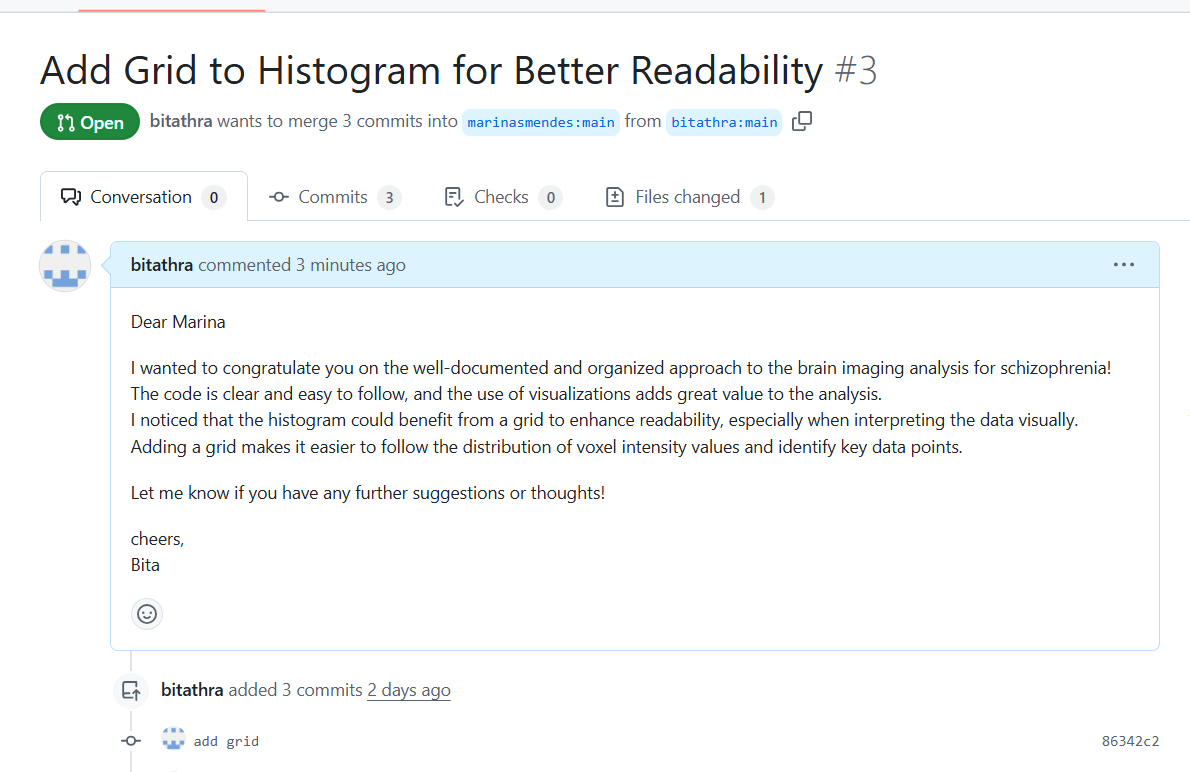 Add Grid to Histogram for Better Readability #3
Open bitathra wants to merge 3 commits into marinasmendes:main from bitathra:main
Conversation 0 Commits 3 Checks 0 Files changed 1
bitathra commented 3 minutes ago
Dear Marina
I wanted to congratulate you on the well-documented and organized approach to the brain imaging analysis for schizophrenia!
The code is clear and easy to follow, and the use of visualizations adds great value to the analysis.
I noticed that the histogram could benefit from a grid to enhance readability, especially when interpreting the data visually.
Adding a grid makes it easier to follow the distribution of voxel intensity values and identify key data points.
Let me know if you have any further suggestions or thoughts!
cheers,
Bita
bitathra added 3 commits 2 days ago
add grid 86342c2